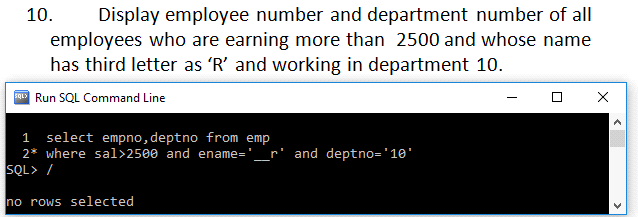 10. Display employee number and department number of all
employees who are earning more than 2500 and whose name
has third letter as ‘R’ and working in department 10.
SQL> Run SQL Command Line
1 select empno,deptno from emp
2* where sal>2500 and ename='__r' and deptno='10'
SQL> /
no rows selected